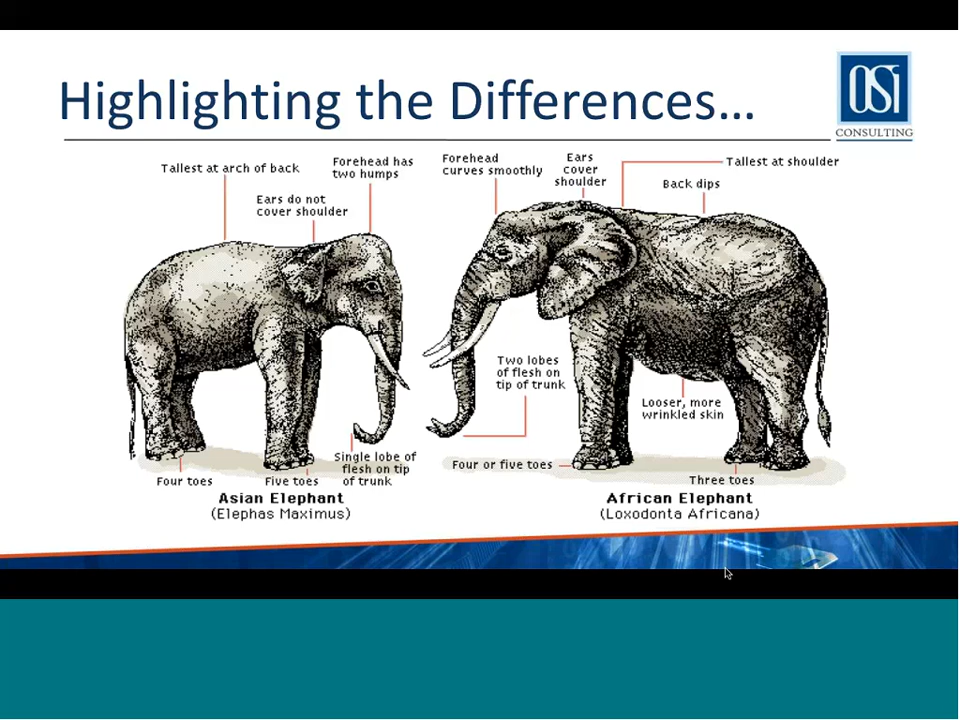 Highlighting the Differences…
OSi
CONSULTING
Tallest at arch of back
Forehead has
two humps
Ears do not
cover shoulder
Forehead
curves smoothly
Ears
cover
shoulder
Tallest at shoulder
Back dips
Two lobes
of flesh on
tip of trunk
Looser, more
wrinkled skin
Single lobe of
flesh on tip
of trunk
Four toes
Five toes
Four or five toes
Three toes
Asian Elephant
(Elephas Maximus)
African Elephant
(Loxodonta Africana)